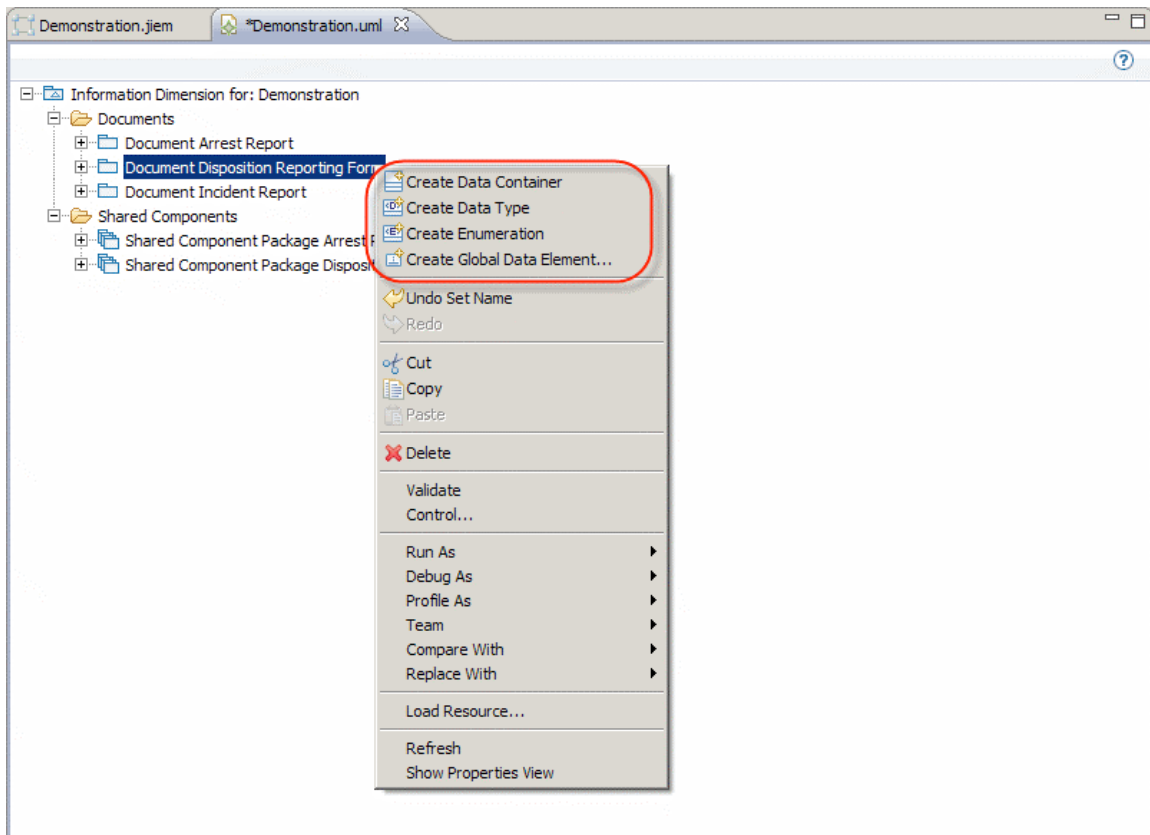 Demonstration.jiem
*Demonstration.uml
?
Information Dimension for: Demonstration
Documents
Document Arrest Report
Document Disposition Reporting For
Document Incident Report
Shared Components
Shared Component Package Arrest
Shared Component Package
Create Data Container
Create Data Type
Create Enumeration
Create Global Data Element...
Undo Set Name
Redo
Cut
Copy
Paste
Delete
Validate
Control...
Run As
Debug As
Profile As
Team
Compare With
Replace With
Load Resource...
Refresh
Show Properties View